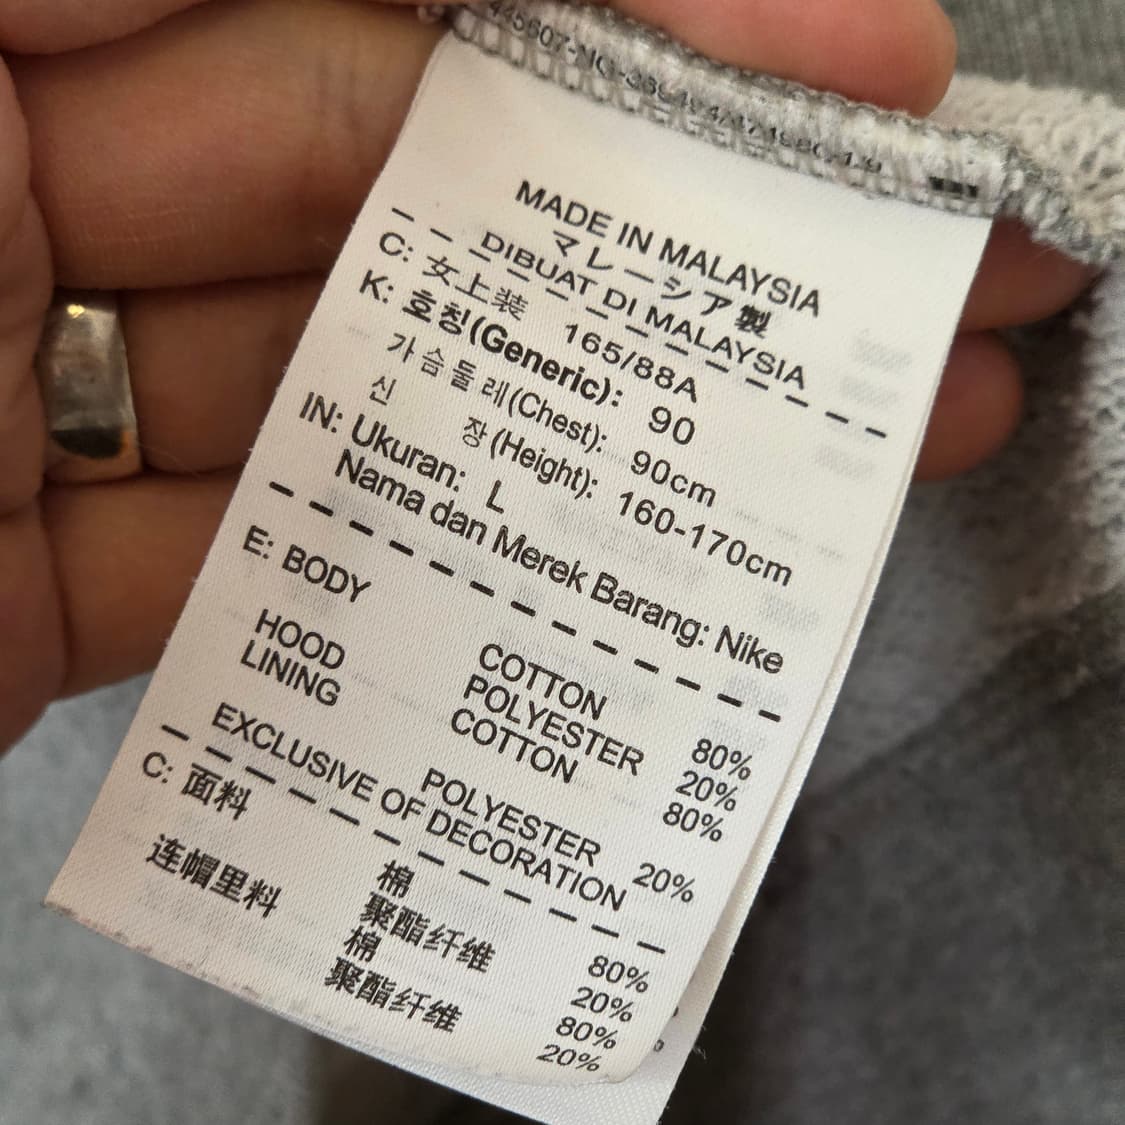 MADE IN MALAYSIA
マレーシア製
DIBUAT DI MALAYSIA
C: 女上装 165/88A
K: 호칭(Generic): 90
가슴둘레(Chest): 90cm
신 장(Height): 160-170cm
IN: Ukuran: L
Nama dan Merek Barang: Nike
E: BODY COTTON 80%
POLYESTER 20%
HOOD LINING COTTON 80%
POLYESTER 20%
EXCLUSIVE OF DECORATION
C: 面料 棉 80%
聚酯纤维 20%
连帽里料 棉 80%
聚酯纤维 20%